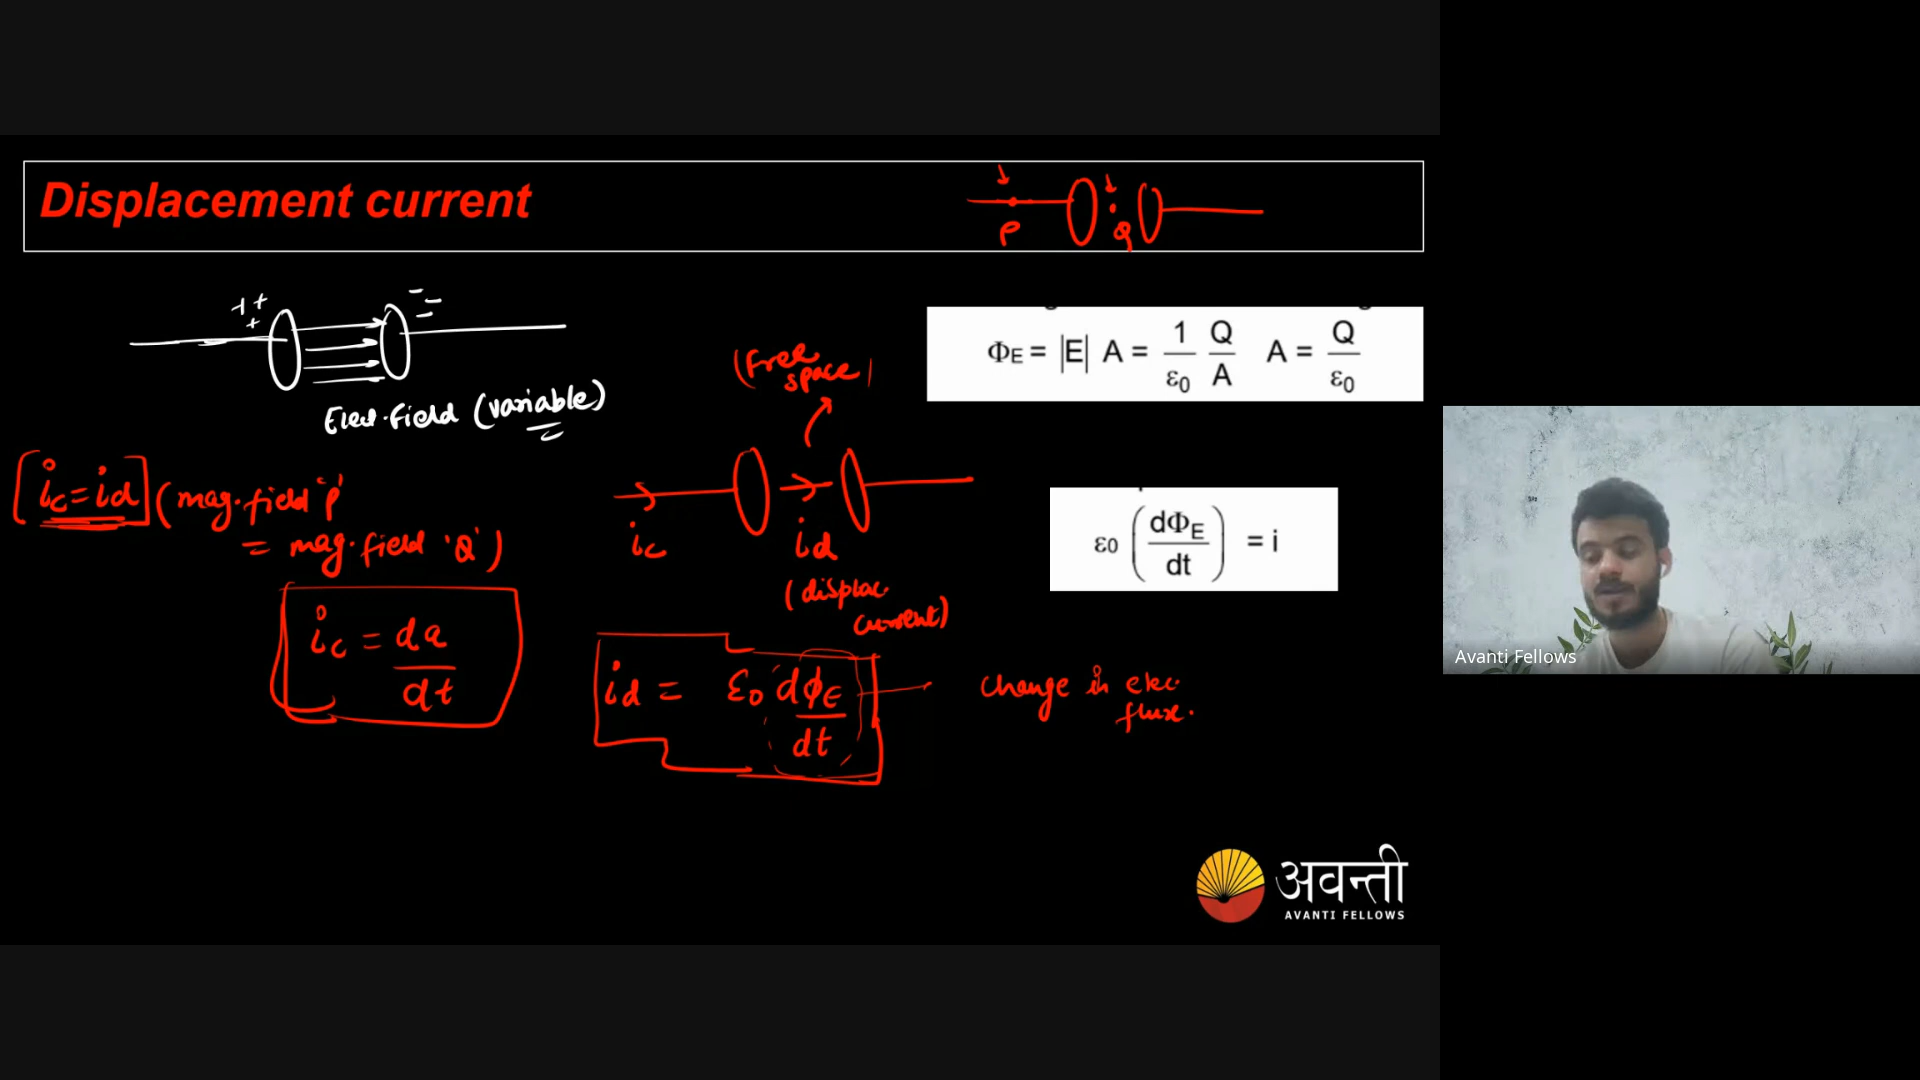 Displacement current
P
Q
++
+
- -
-
Elect. field (variable)
(free
space)
ΦE = |E| A = 1/ε0 Q/A A = Q/ε0
[ic = id] (mag. field 'P'
= mag. field 'Q')
ic
id
(displac.
current)
ε0 (dΦE/dt) = i
ic = dq/dt
id = ε0 dϕE/dt
change in elec.
flux.
Avanti Fellows
अवन्ती
AVANTI FELLOWS